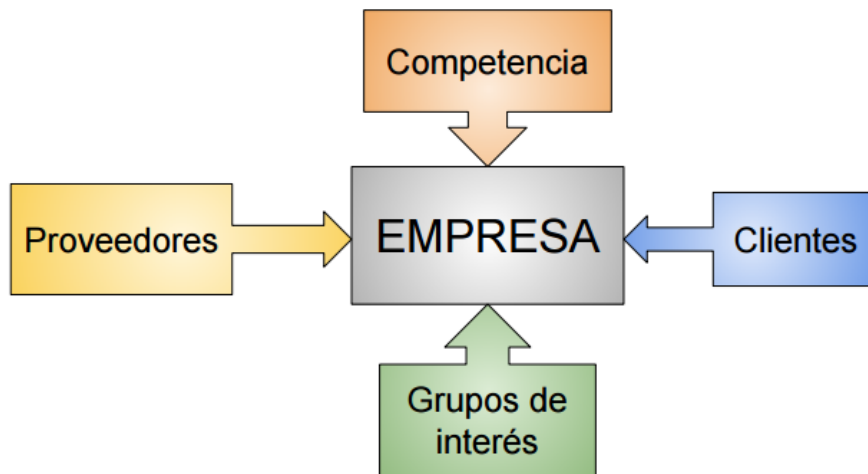 Competencia
Proveedores
EMPRESA
Clientes
Grupos de
interés